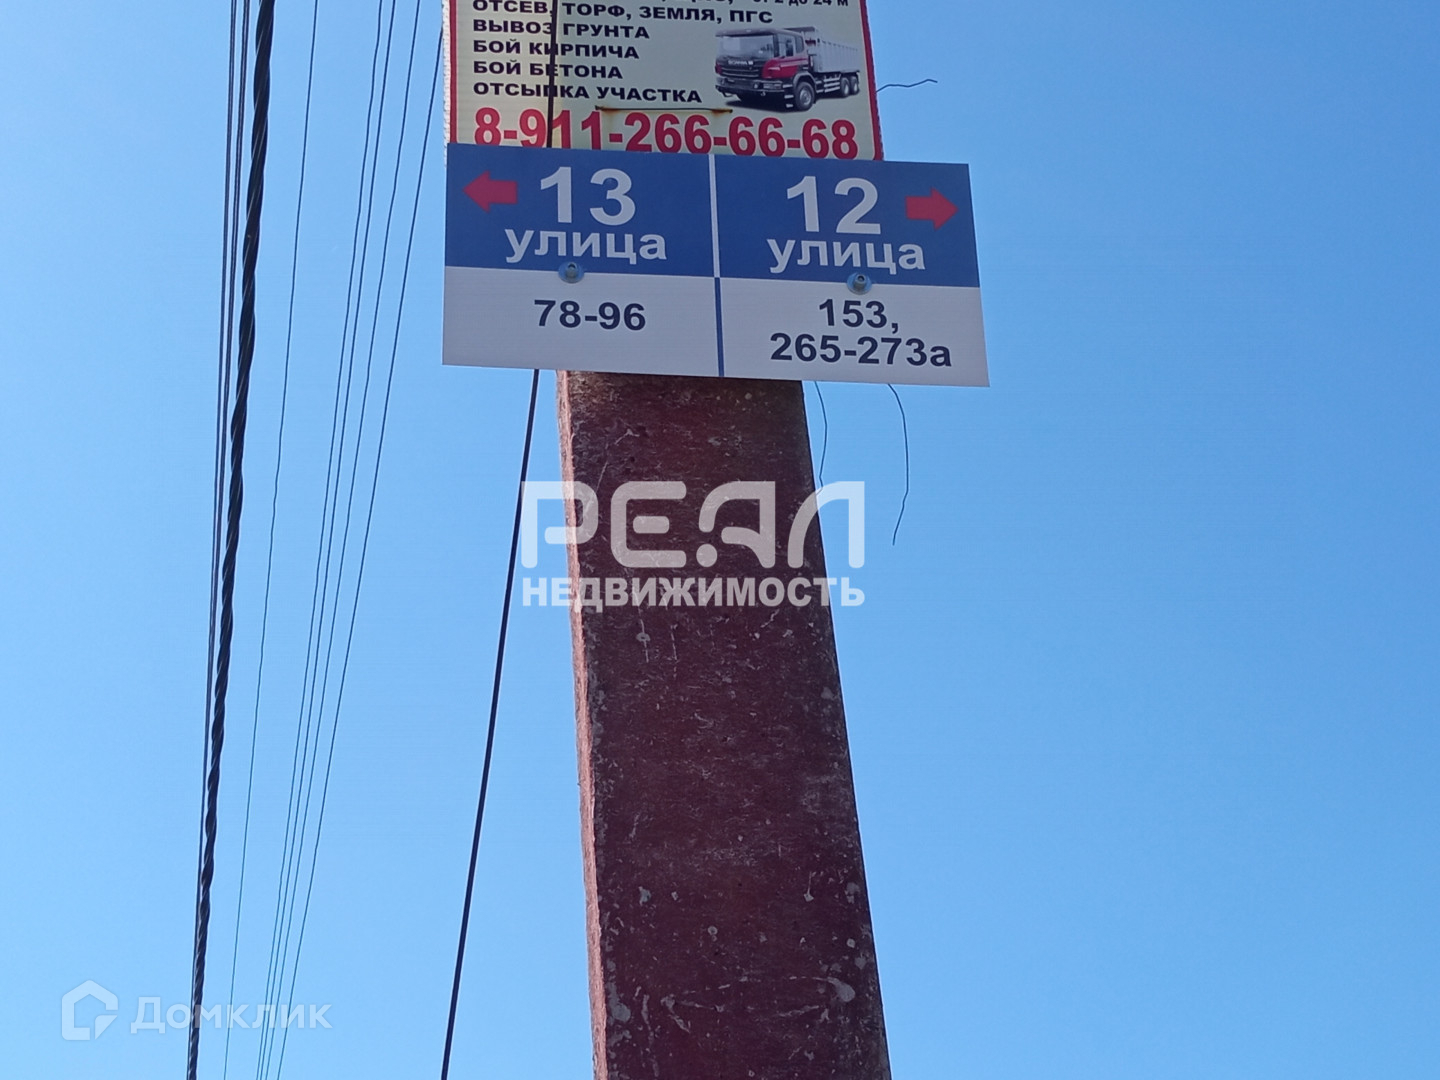 ОТСЕВ, ТОРФ, ЗЕМЛЯ, ПГС
ВЫВОЗ ГРУНТА
БОЙ КИРПИЧА
БОЙ БЕТОНА
ОТСЫПКА УЧАСТКА
8-911-266-66-68
13
улица
78-96
12
улица
153,
265-273а
РЕАЛ
НЕДВИЖИМОСТЬ
Домклик